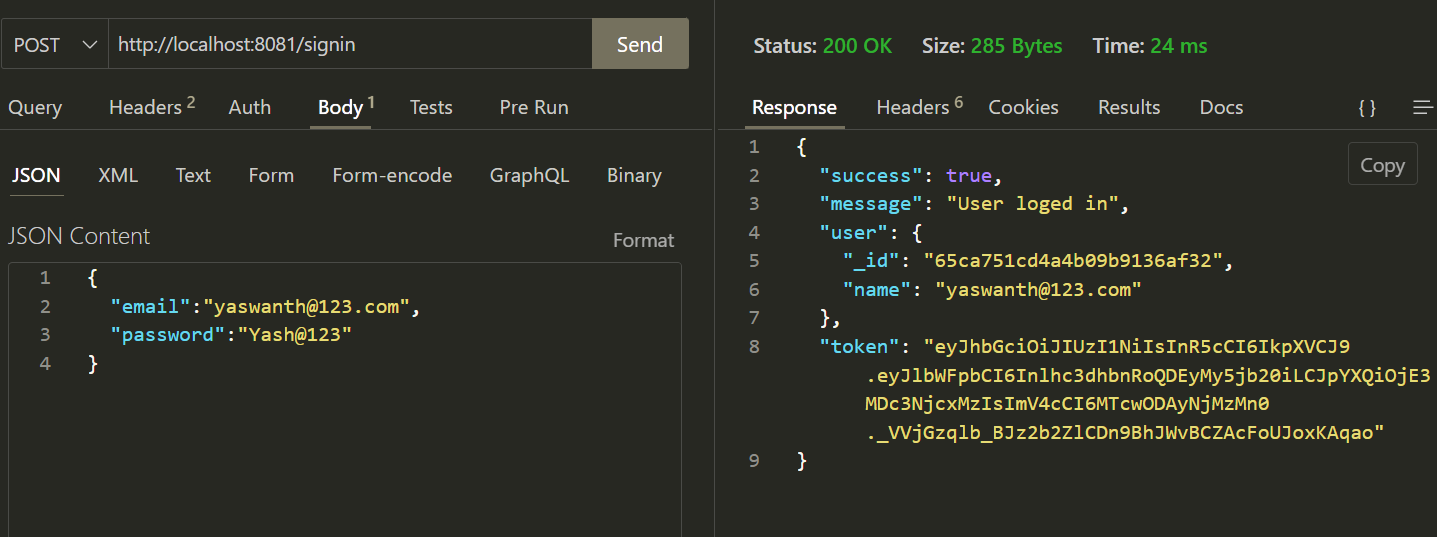 POST http://localhost:8081/signin Send
Query Headers 2 Auth Body 1 Tests Pre Run
JSON XML Text Form Form-encode GraphQL Binary
JSON Content Format
1 {
2 "email":"yaswanth@123.com",
3 "password":"Yash@123"
4 }
Status: 200 OK Size: 285 Bytes Time: 24 ms
Response Headers 6 Cookies Results Docs { }
Copy
1 {
2 "success": true,
3 "message": "User loged in",
4 "user": {
5 "_id": "65ca751cd4a4b09b9136af32",
6 "name": "yaswanth@123.com"
7 },
8 "token": "eyJhbGciOiJIUzI1NiIsInR5cCI6IkpXVCJ9
.eyJlbWFpbCI6Inlhc3dhbnRoQDEyMy5jb20iLCJpYXQiOjE3
MDc3NjcxMzIsImV4cCI6MTcwODAyNjMzMn0
._VVjGzqlb_BJz2b2ZlCDn9BhJWvBCZAcFoUJoxKAqao"
9 }